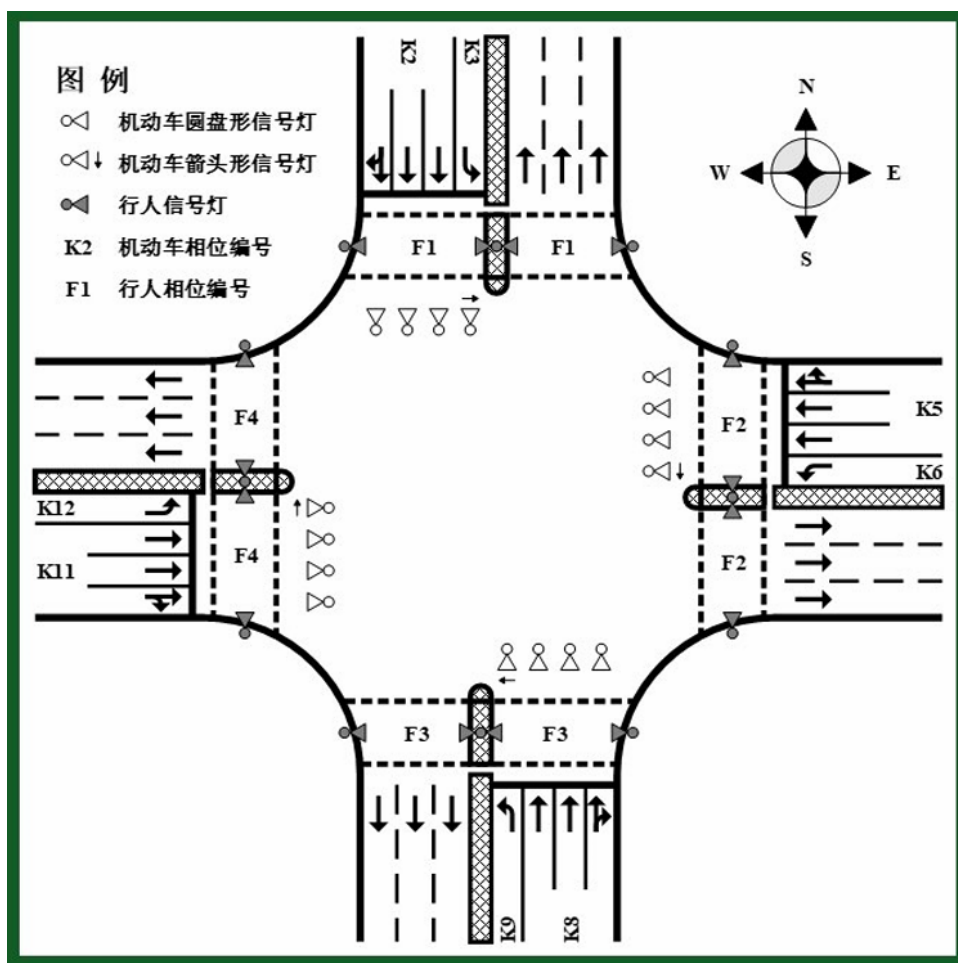 图 例
机动车圆盘形信号灯
机动车箭头形信号灯
行人信号灯
K2 机动车相位编号
F1 行人相位编号
K2
K3
N
W
E
S
F1
F1
F4
F2
K5
K6
K12
K11
F4
F2
F3
F3
K9
K8